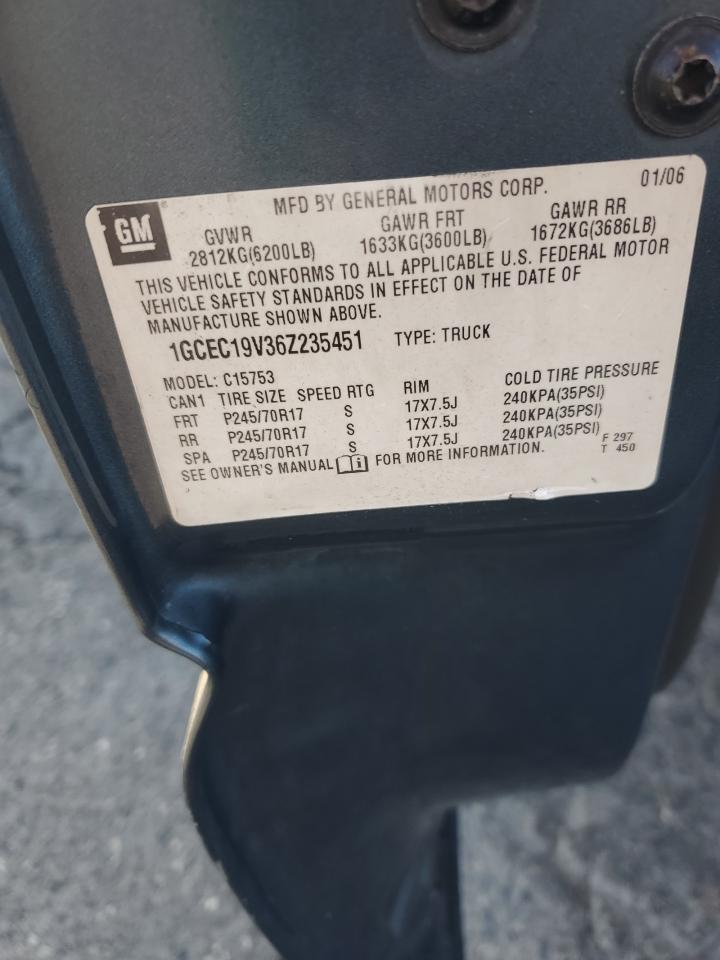 GM
MFD BY GENERAL MOTORS CORP. 01/06
GVWR GAWR FRT GAWR RR
2812KG(6200LB) 1633KG(3600LB) 1672KG(3686LB)
THIS VEHICLE CONFORMS TO ALL APPLICABLE U.S. FEDERAL MOTOR
VEHICLE SAFETY STANDARDS IN EFFECT ON THE DATE OF
MANUFACTURE SHOWN ABOVE.
1GCEC19V36Z235451 TYPE: TRUCK
MODEL: C15753
CAN1 TIRE SIZE SPEED RTG RIM COLD TIRE PRESSURE
FRT P245/70R17 S 17X7.5J 240KPA(35PSI)
RR P245/70R17 S 17X7.5J 240KPA(35PSI)
SPA P245/70R17 S 17X7.5J 240KPA(35PSI)
SEE OWNER'S MANUAL i FOR MORE INFORMATION.
F 297
T 450